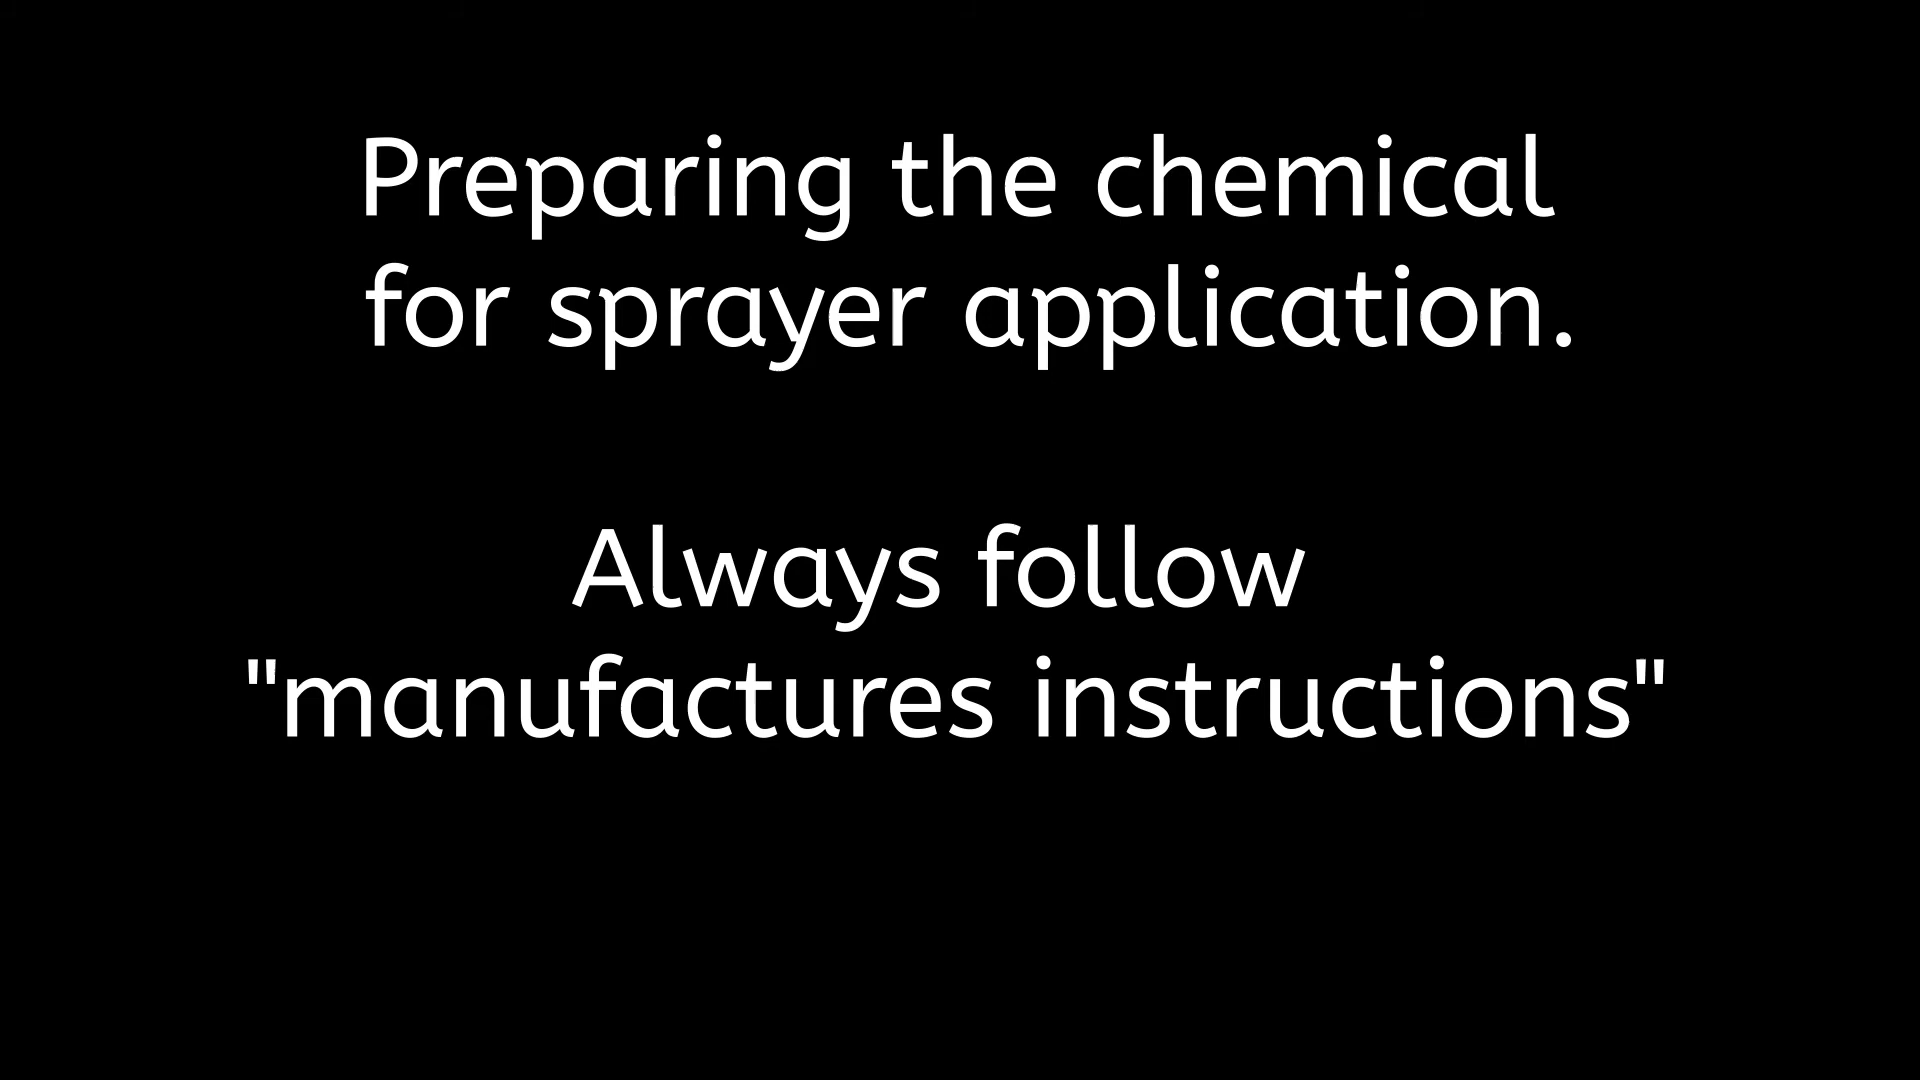 Preparing the chemical
for sprayer application.
Always follow
"manufactures instructions"